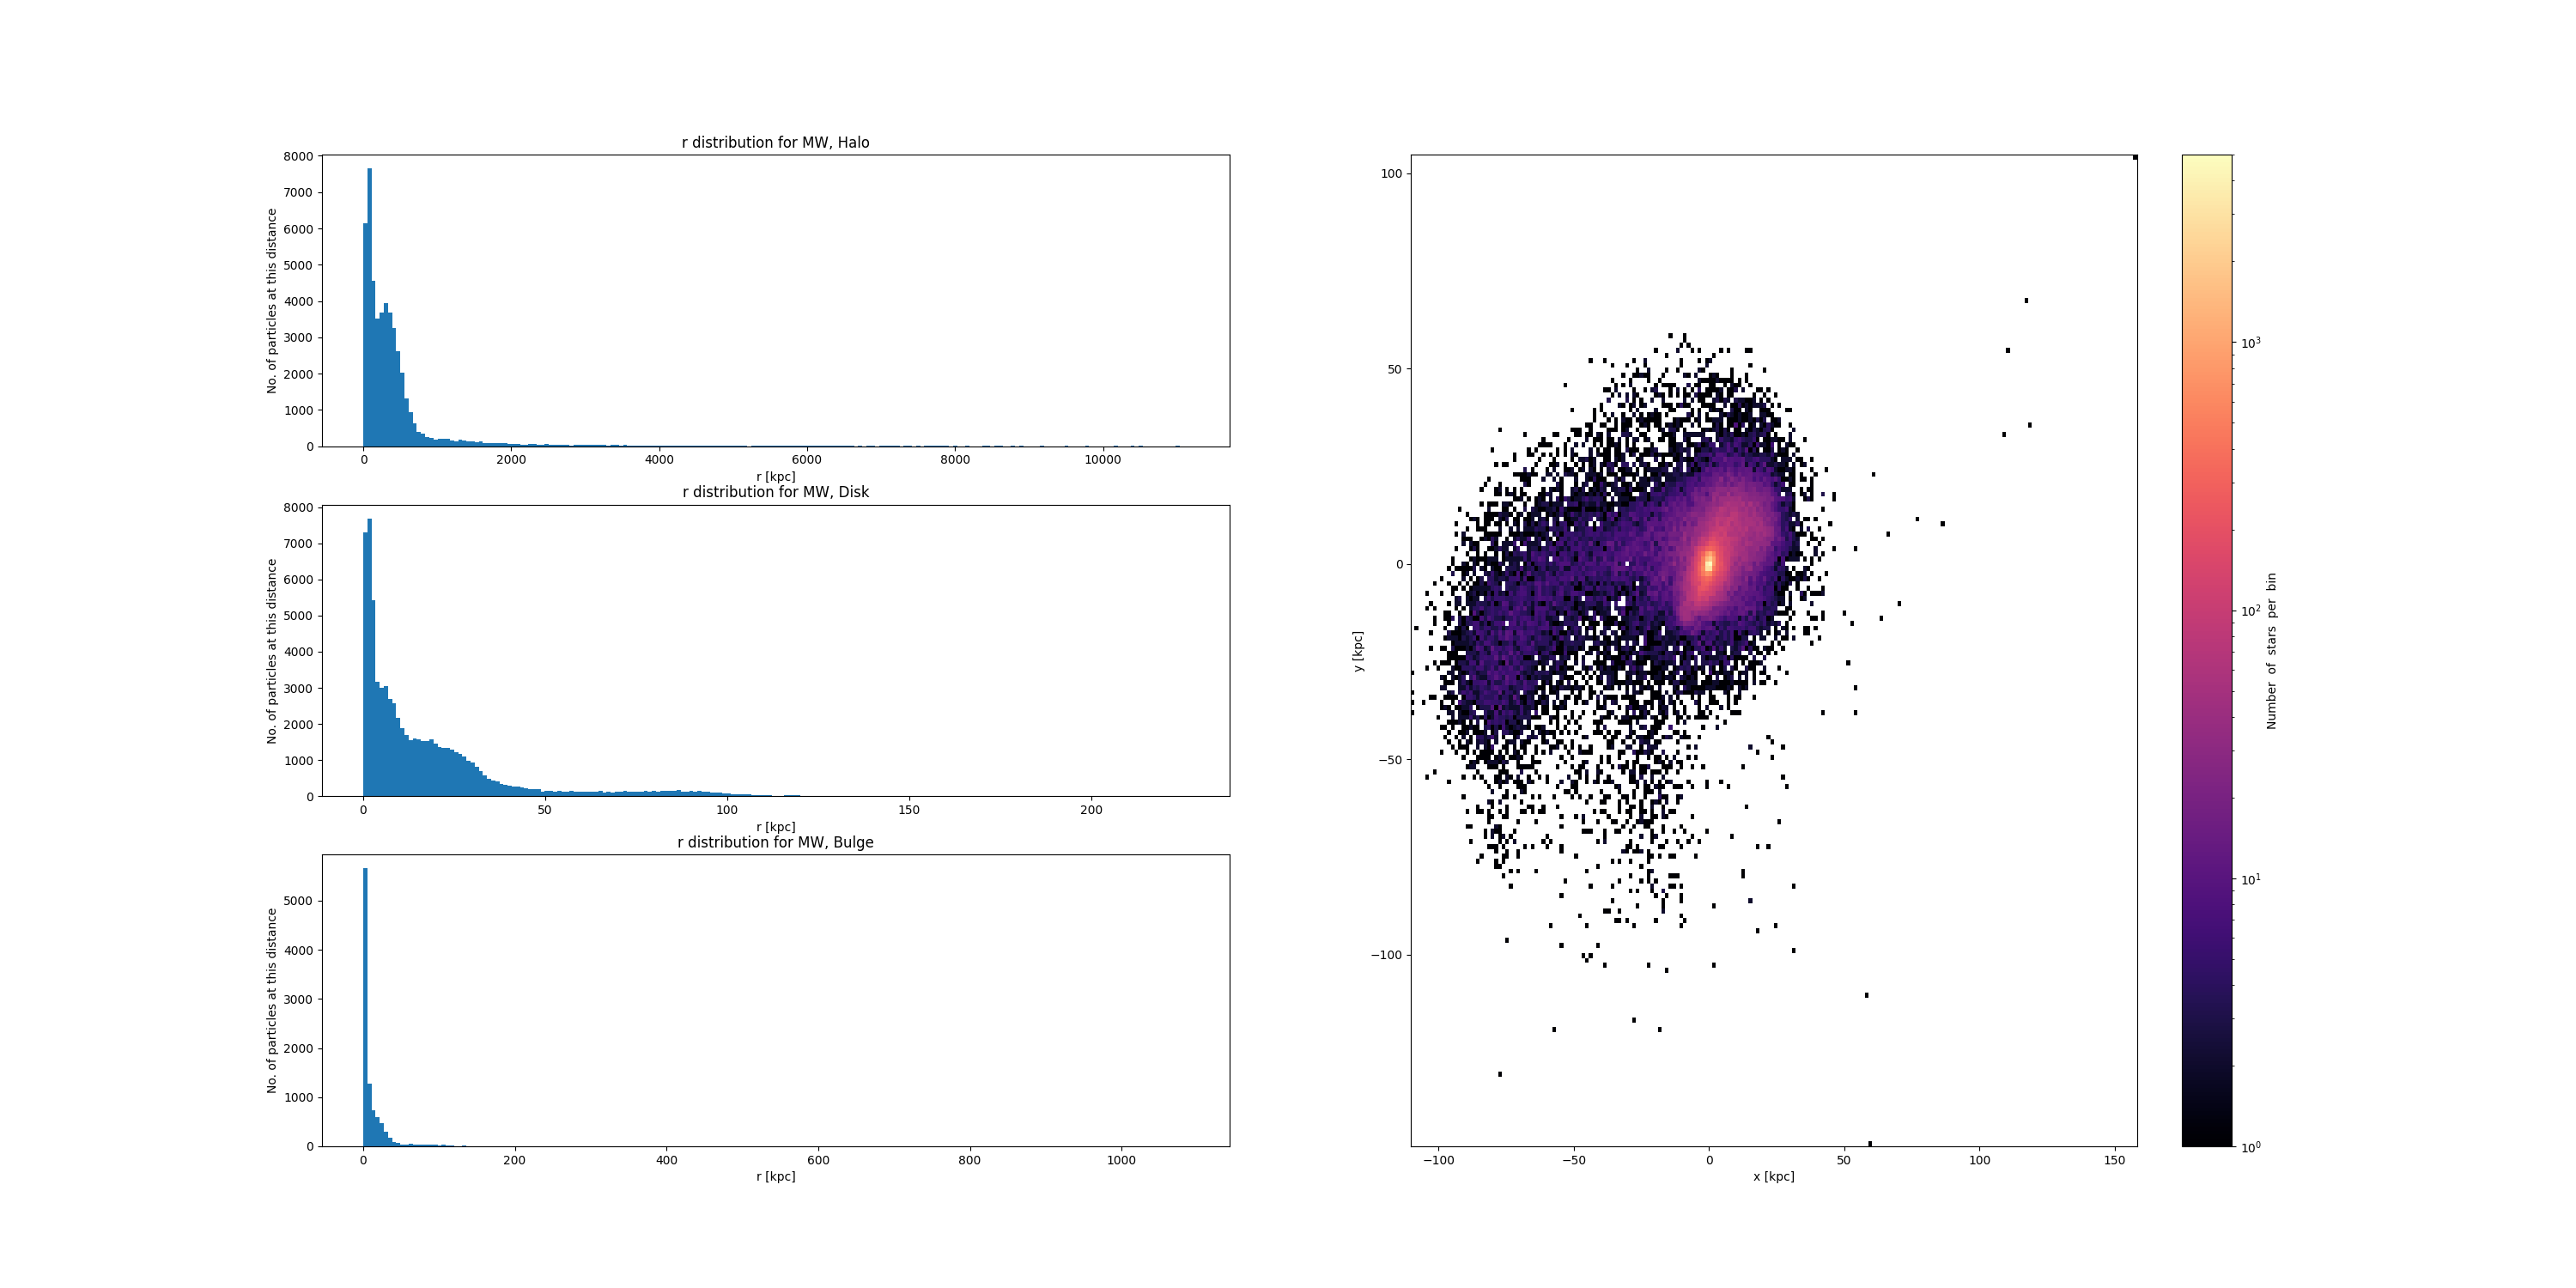 r distribution for MW, Halo
No. of particles at this distance
8000
7000
6000
5000
4000
3000
2000
1000
0
0 2000 4000 6000 8000 10000
r [kpc]
r distribution for MW, Disk
No. of particles at this distance
8000
7000
6000
5000
4000
3000
2000
1000
0
0 50 100 150 200
r [kpc]
r distribution for MW, Bulge
No. of particles at this distance
5000
4000
3000
2000
1000
0
0 200 400 600 800 1000
r [kpc]
y [kpc]
100
50
0
−50
−100
−100 −50 0 50 100 150
x [kpc]
10³
10²
10¹
10⁰
Number of stars per bin